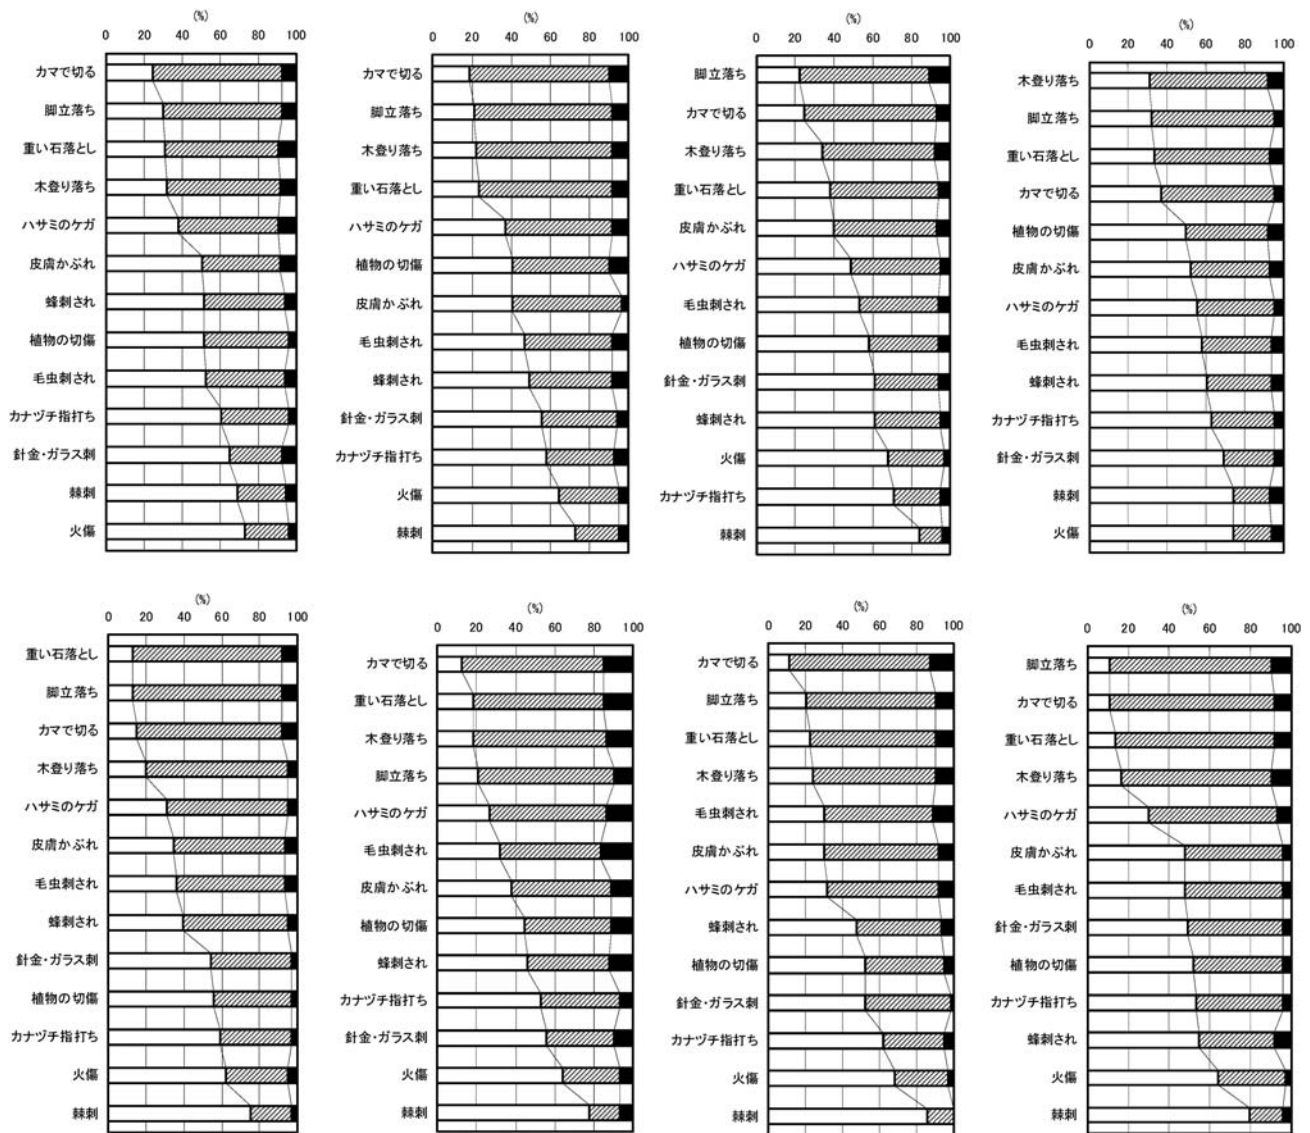 (%)
0 20 40 60 80 100
カマで切る
脚立落ち
重い石落とし
木登り落ち
ハサミのケガ
皮膚かぶれ
蜂刺され
植物の切傷
毛虫刺され
カナヅチ指打ち
針金・ガラス刺
棘刺
火傷
(%)
0 20 40 60 80 100
カマで切る
脚立落ち
木登り落ち
重い石落とし
ハサミのケガ
植物の切傷
皮膚かぶれ
毛虫刺され
蜂刺され
針金・ガラス刺
カナヅチ指打ち
火傷
棘刺
(%)
0 20 40 60 80 100
脚立落ち
カマで切る
木登り落ち
重い石落とし
皮膚かぶれ
ハサミのケガ
毛虫刺され
植物の切傷
針金・ガラス刺
蜂刺され
火傷
カナヅチ指打ち
棘刺
(%)
0 20 40 60 80 100
木登り落ち
脚立落ち
重い石落とし
カマで切る
植物の切傷
皮膚かぶれ
ハサミのケガ
毛虫刺され
蜂刺され
カナヅチ指打ち
針金・ガラス刺
棘刺
火傷
(%)
0 20 40 60 80 100
重い石落とし
脚立落ち
カマで切る
木登り落ち
ハサミのケガ
皮膚かぶれ
毛虫刺され
蜂刺され
針金・ガラス刺
植物の切傷
カナヅチ指打ち
火傷
棘刺
(%)
0 20 40 60 80 100
カマで切る
重い石落とし
木登り落ち
脚立落ち
ハサミのケガ
毛虫刺され
皮膚かぶれ
植物の切傷
蜂刺され
カナヅチ指打ち
針金・ガラス刺
火傷
棘刺
(%)
0 20 40 60 80 100
カマで切る
脚立落ち
重い石落とし
木登り落ち
毛虫刺され
皮膚かぶれ
ハサミのケガ
蜂刺され
植物の切傷
針金・ガラス刺
カナヅチ指打ち
火傷
棘刺
(%)
0 20 40 60 80 100
脚立落ち
カマで切る
重い石落とし
木登り落ち
ハサミのケガ
皮膚かぶれ
毛虫刺され
針金・ガラス刺
植物の切傷
カナヅチ指打ち
蜂刺され
火傷
棘刺